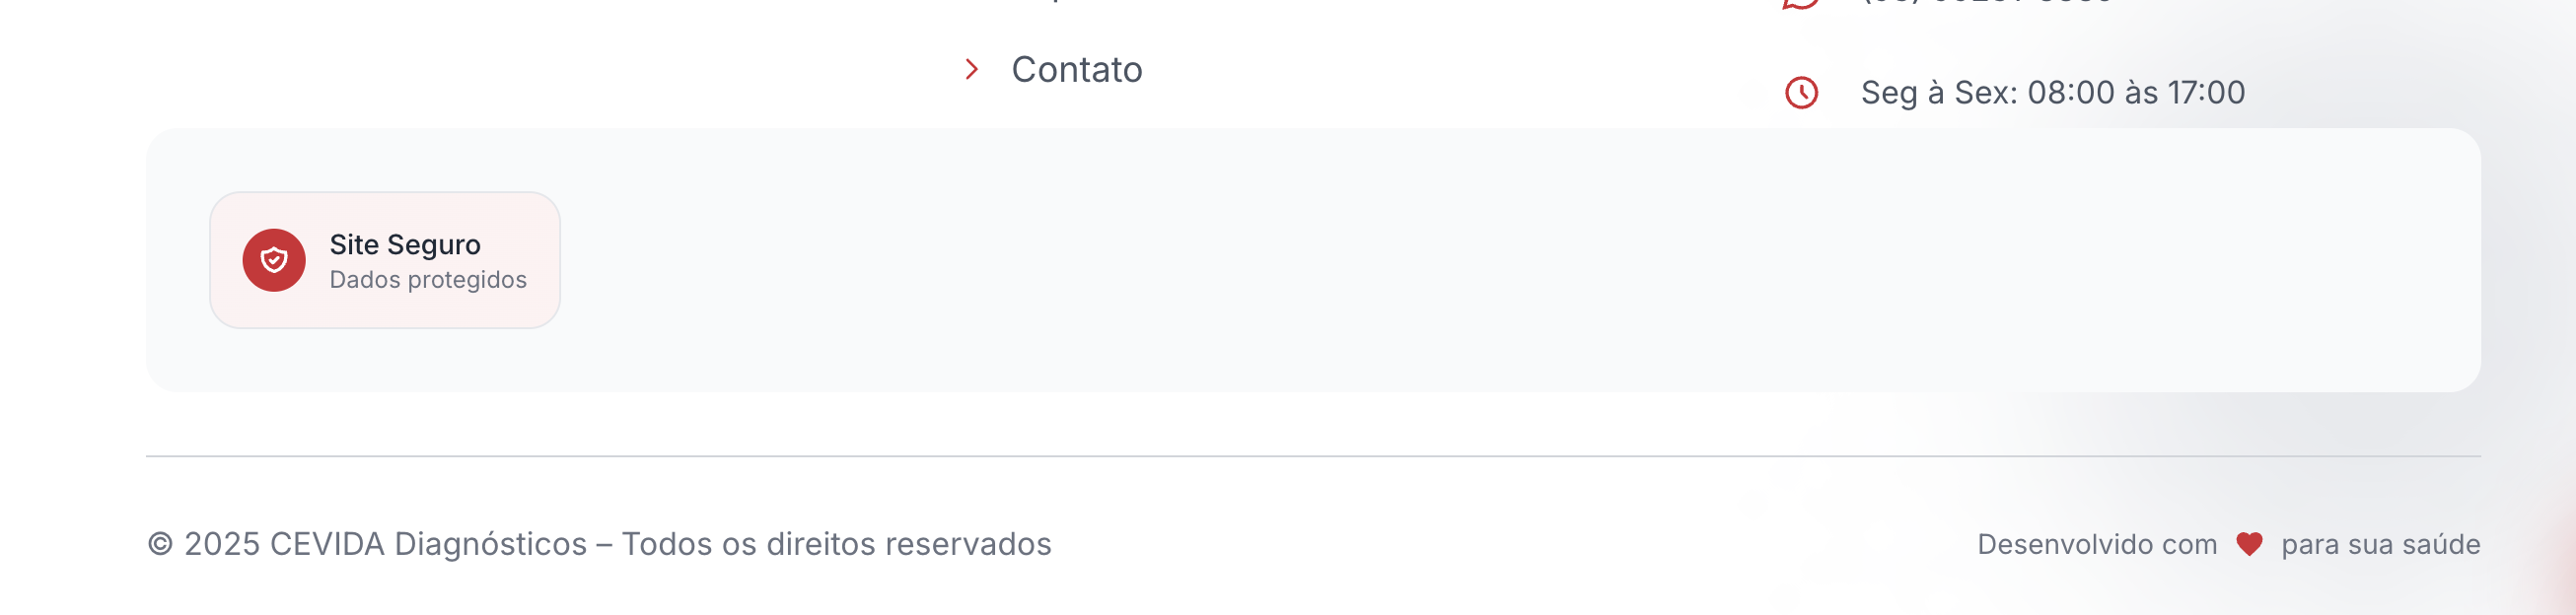 Contato
Seg à Sex: 08:00 às 17:00
Site Seguro
Dados protegidos
© 2025 CEVIDA Diagnósticos – Todos os direitos reservados
Desenvolvido com para sua saúde